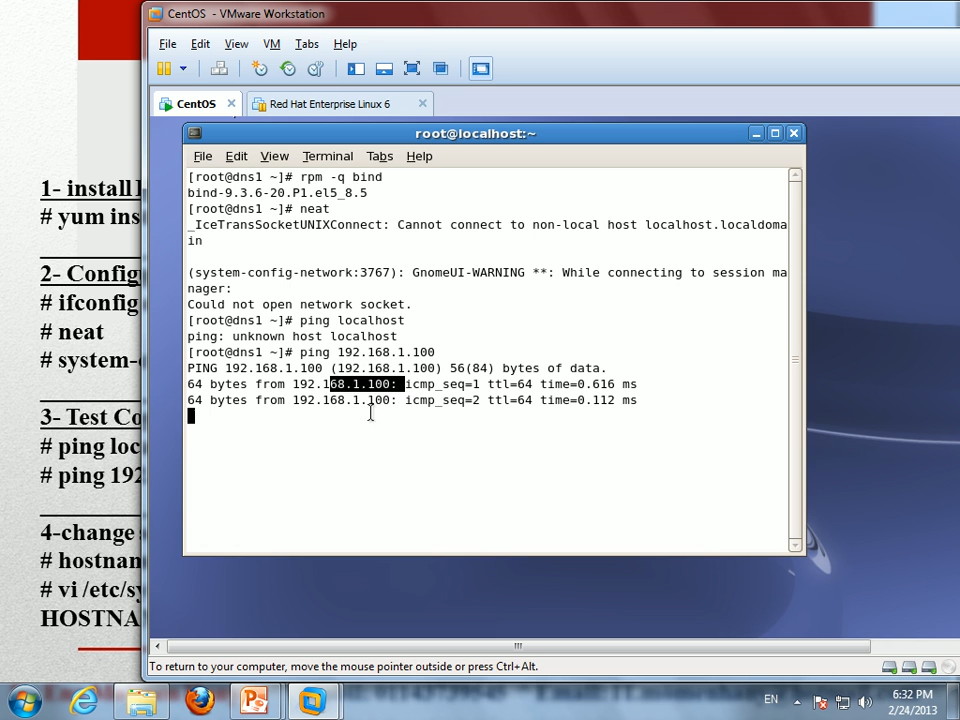 CentOS - VMware Workstation
File Edit View VM Tabs Help
CentOS Red Hat Enterprise Linux 6
root@localhost:~
File Edit View Terminal Tabs Help
[root@dns1 ~]# rpm -q bind
bind-9.3.6-20.P1.el5_8.5
[root@dns1 ~]# neat
_IceTransSocketUNIXConnect: Cannot connect to non-local host localhost.localdoma
in
(system-config-network:3767): GnomeUI-WARNING **: While connecting to session ma
nager:
Could not open network socket.
[root@dns1 ~]# ping localhost
ping: unknown host localhost
[root@dns1 ~]# ping 192.168.1.100
PING 192.168.1.100 (192.168.1.100) 56(84) bytes of data.
64 bytes from 192.168.1.100: icmp_seq=1 ttl=64 time=0.616 ms
64 bytes from 192.168.1.100: icmp_seq=2 ttl=64 time=0.112 ms
1- install
# yum ins
2- Config
# ifconfig
# neat
# system-
3- Test Co
# ping loc
# ping 192
4-change
# hostnam
# vi /etc/sy
HOSTNA
To return to your computer, move the mouse pointer outside or press Ctrl+Alt.
EN
6:32 PM
2/24/2013